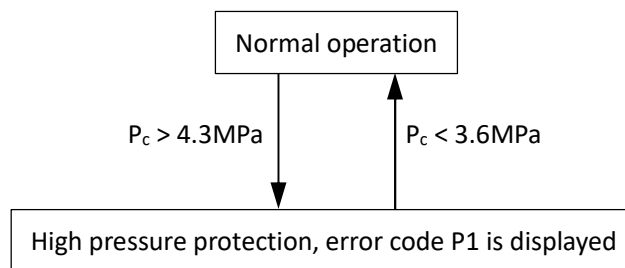 Normal operation
Pc > 4.3MPa
Pc < 3.6MPa
High pressure protection, error code P1 is displayed